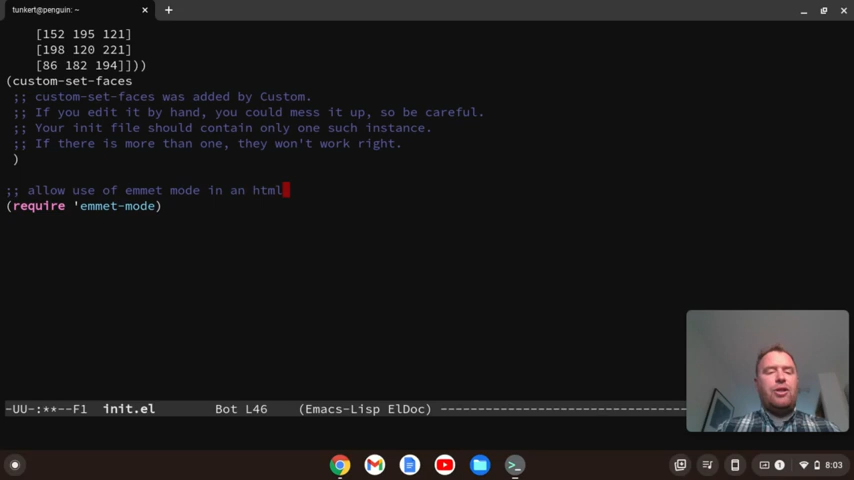 tunkert@penguin: ~
[152 195 121]
[198 120 221]
[86 182 194]]))
(custom-set-faces
;; custom-set-faces was added by Custom.
;; If you edit it by hand, you could mess it up, so be careful.
;; Your init file should contain only one such instance.
;; If there is more than one, they won't work right.
)
;; allow use of emmet mode in an html
(require 'emmet-mode)
-UU-:**--F1 init.el Bot L46 (Emacs-Lisp ElDoc) ---------------------------------
1 8:03